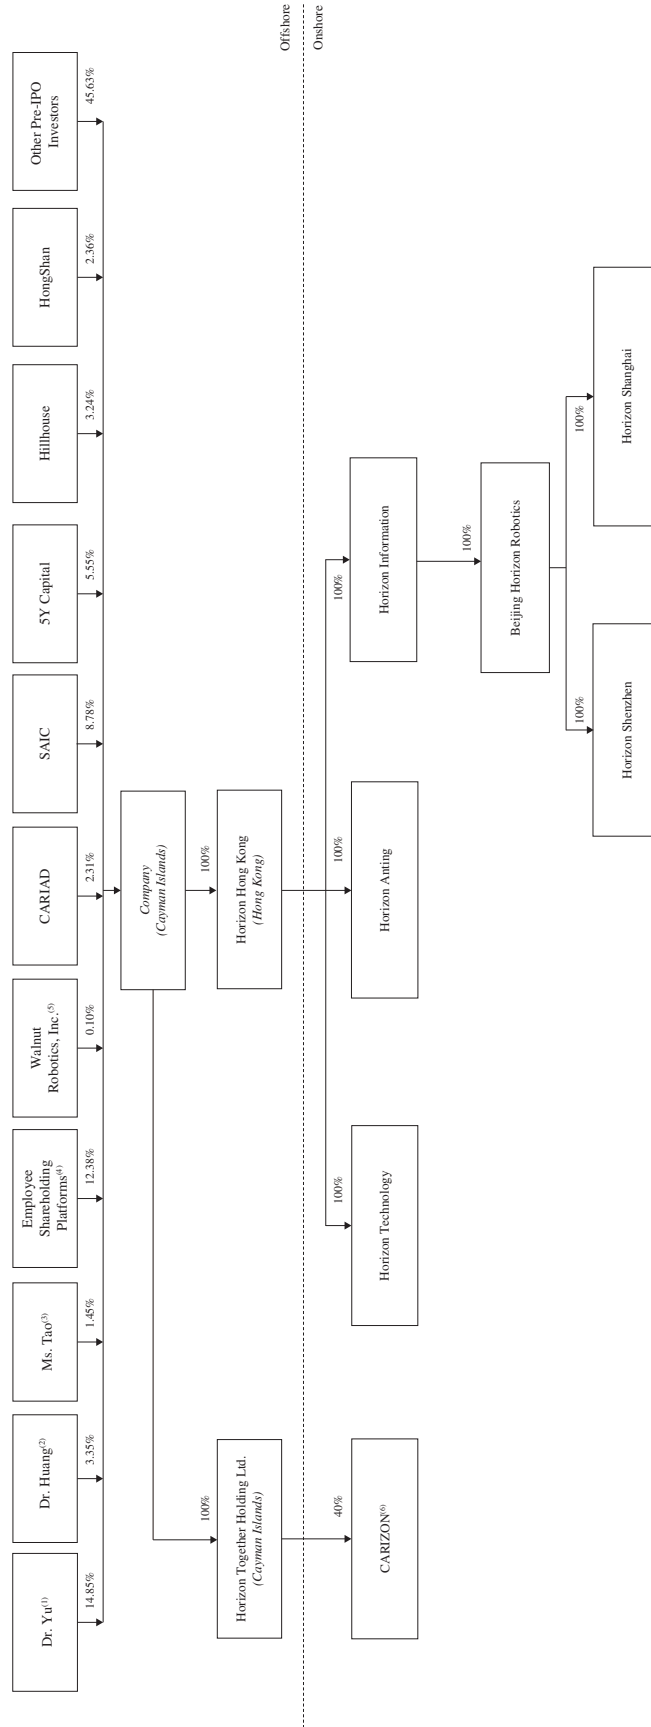 Dr. Yu(1)
Dr. Huang(2)
Ms. Tao(3)
Employee
Shareholding
Platforms(4)
Walnut
Robotics, Inc.(5)
CARIAD
SAIC
5Y Capital
Hillhouse
HongShan
Other Pre-IPO
Investors
14.85%
3.35%
1.45%
12.38%
0.10%
2.31%
8.78%
5.55%
3.24%
2.36%
45.63%
Company
(Cayman Islands)
100%
100%
Horizon Together Holding Ltd.
(Cayman Islands)
Horizon Hong Kong
(Hong Kong)
Offshore
Onshore
40%
100%
100%
100%
CARIZON(6)
Horizon Technology
Horizon Anting
Horizon Information
100%
Beijing Horizon Robotics
100%
100%
Horizon Shenzhen
Horizon Shanghai